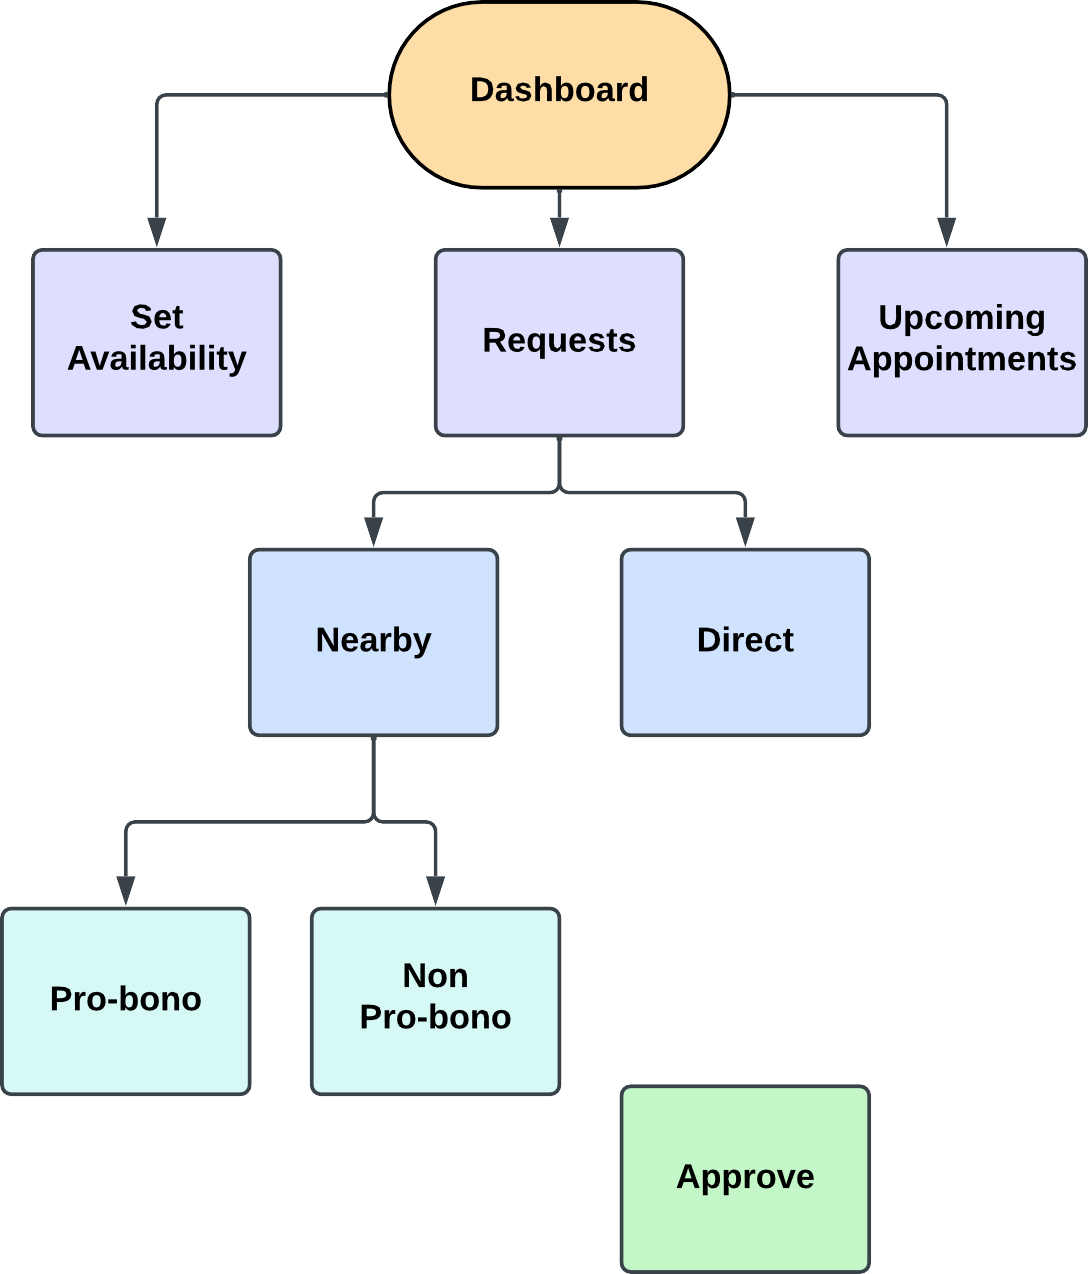 Dashboard
Set
Availability
Requests
Upcoming
Appointments
Nearby
Direct
Pro-bono
Non
Pro-bono
Approve